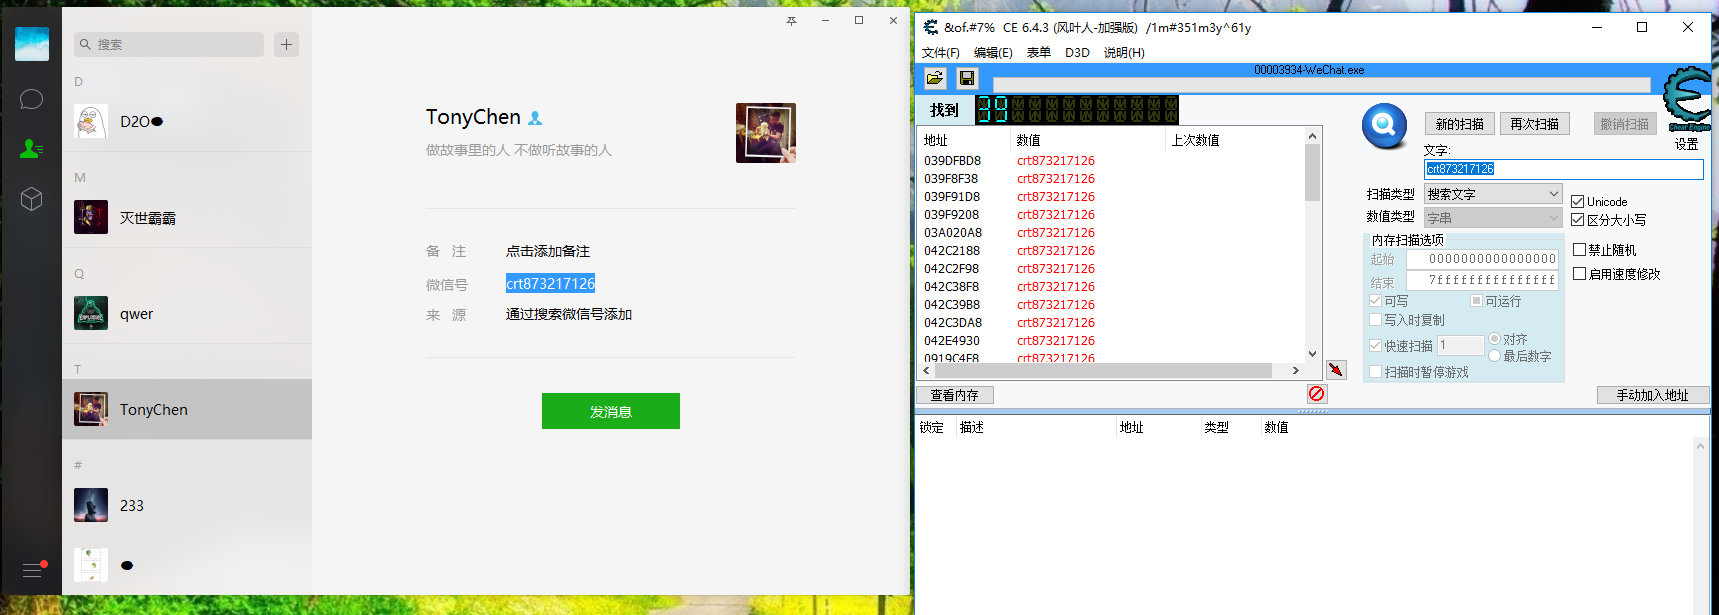 搜索
D
D2O
M
灭世霸霸
Q
qwer
T
TonyChen
#
233
TonyChen
做故事里的人 不做听故事的人
备 注 点击添加备注
微信号 crt873217126
来 源 通过搜索微信号添加
发消息
&tof.#7% CE 6.4.3 (风叶人-加强版) /1m#351m3y^61y
文件(F) 编辑(E) 表单 D3D 说明(H)
00003934-WeChat.exe
找到
地址 数值 上次数值
039DFBD8 crt873217126
039F8F38 crt873217126
039F91D8 crt873217126
039F9208 crt873217126
03A020A8 crt873217126
042C2188 crt873217126
042C2F98 crt873217126
042C38F8 crt873217126
042C39B8 crt873217126
042C3DA8 crt873217126
042E4930 crt873217126
0919C4F8 crt873217126
新的扫描 再次扫描 撤销扫描
Cheat Engine
设置
文字:
crt873217126
扫描类型 搜索文字
数值类型 字串
Unicode
区分大小写
内存扫描选项
起始 0000000000000000
结束 7fffffffffffffff
可写 可运行
写入时复制
快速扫描 1 对齐
最后数字
扫描时暂停游戏
禁止随机
启用速度修改
查看内存
手动加入地址
锁定 描述 地址 类型 数值